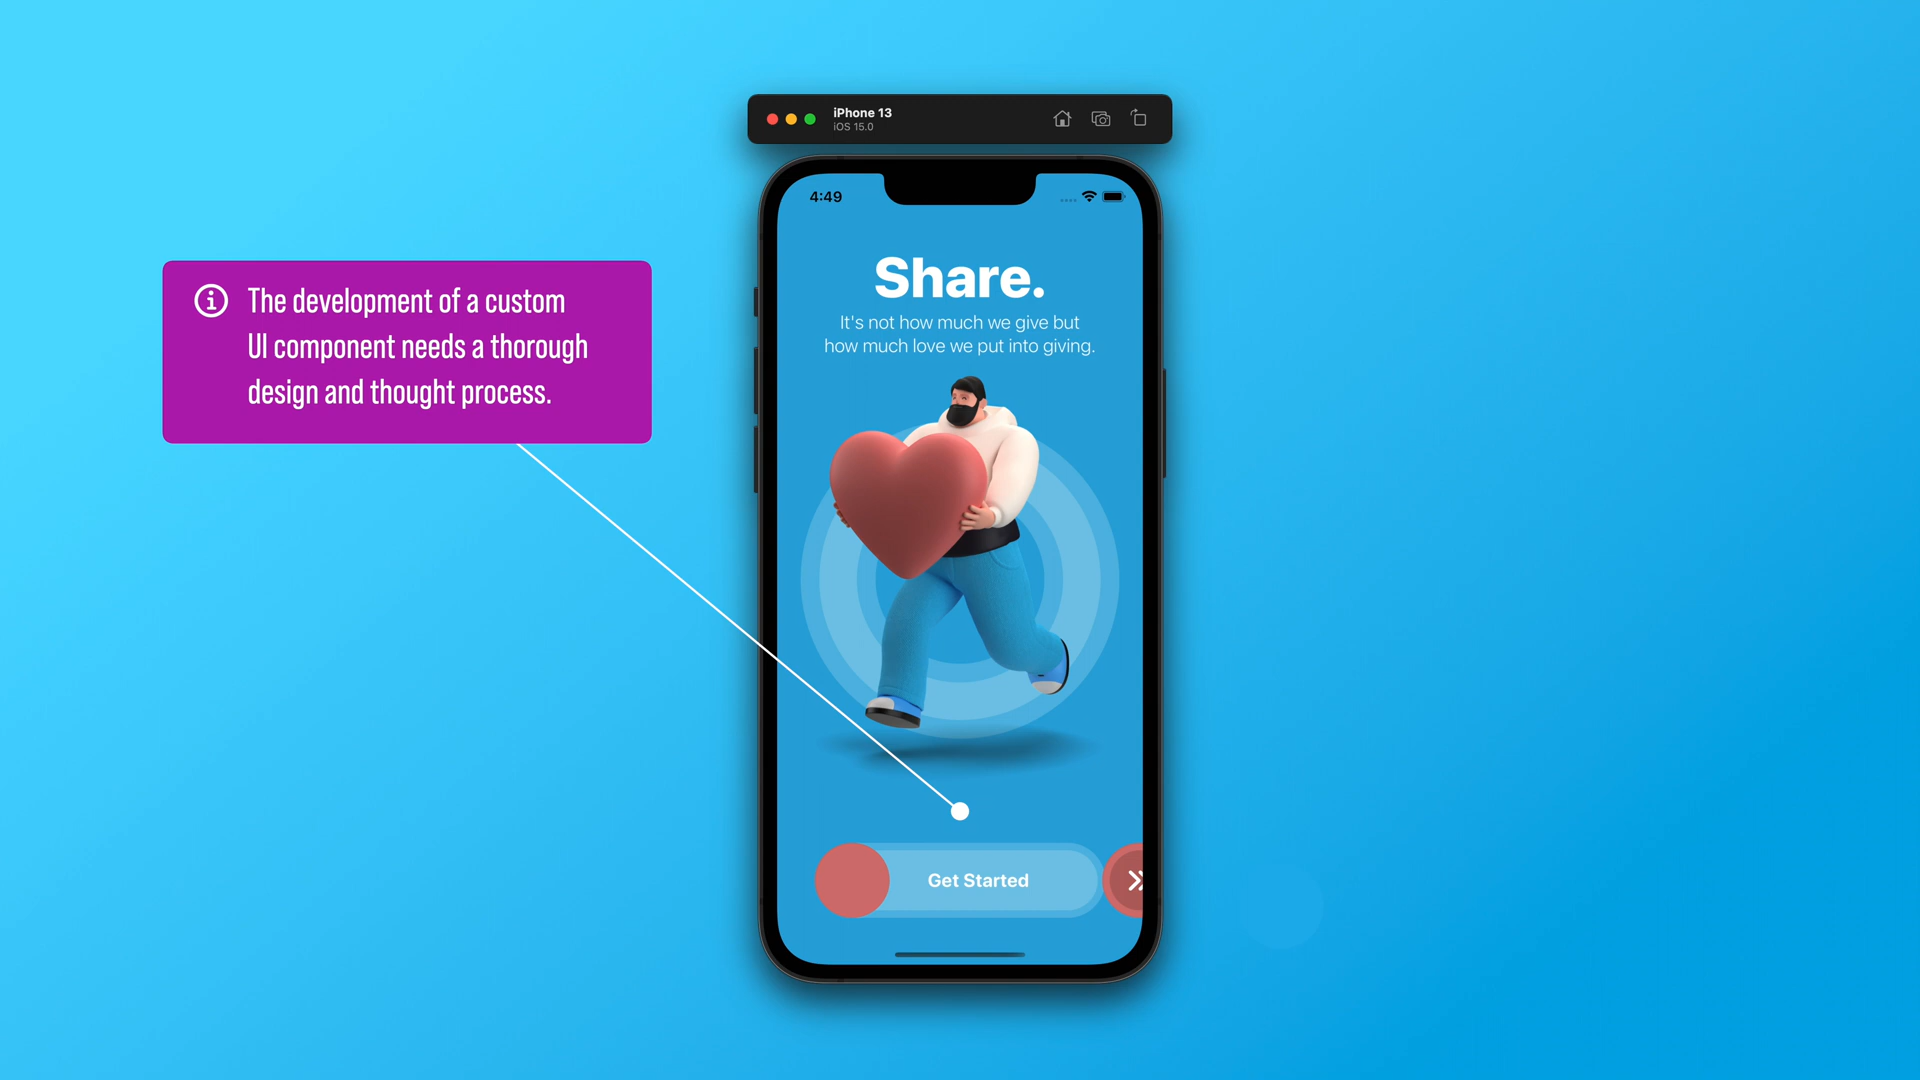 iPhone 13
iOS 15.0
4:49
The development of a custom
UI component needs a thorough
design and thought process.
Share.
It's not how much we give but
how much love we put into giving.
Get Started